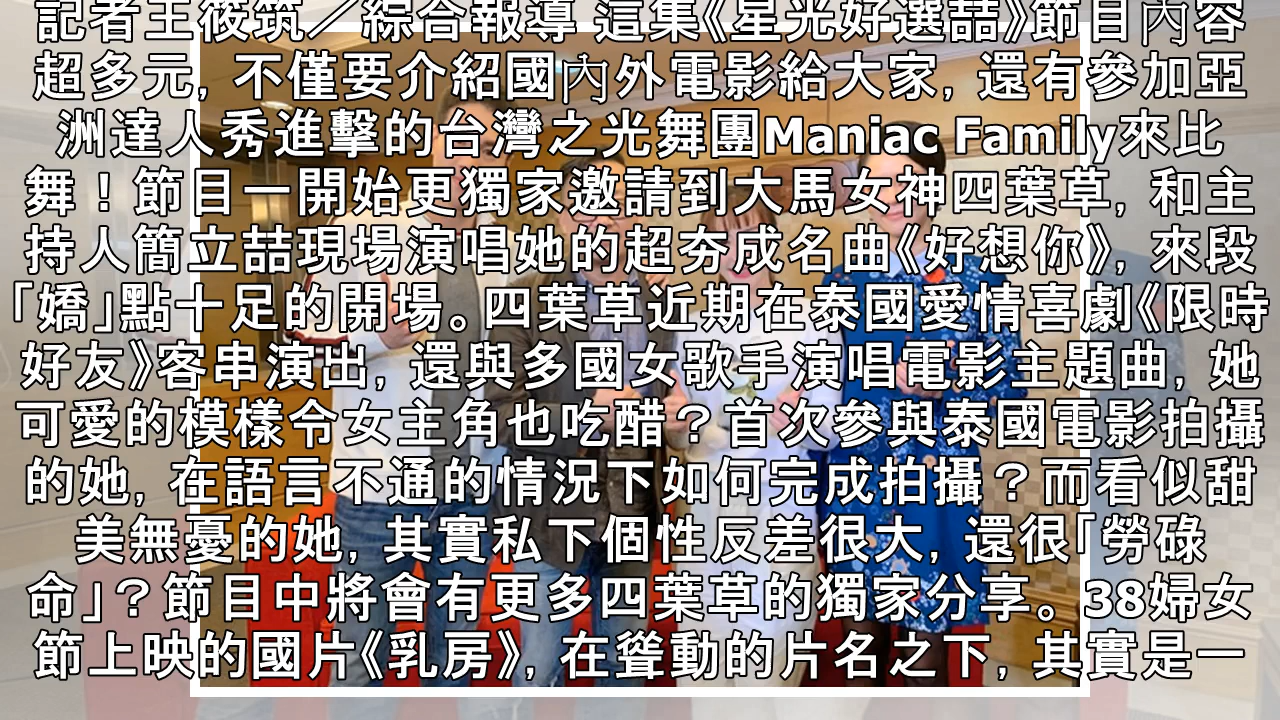 記者王筱筑／綜合報導 這集《星光好選喆》節目內容
超多元, 不僅要介紹國內外電影給大家, 還有參加亞
洲達人秀進擊的台灣之光舞團Maniac Family來比
舞！節目一開始更獨家邀請到大馬女神四葉草, 和主
持人簡立喆現場演唱她的超夯成名曲《好想你》, 來段
「嬌」點十足的開場。四葉草近期在泰國愛情喜劇《限時
好友》客串演出, 還與多國女歌手演唱電影主題曲, 她
可愛的模樣令女主角也吃醋？首次參與泰國電影拍攝
的她, 在語言不通的情況下如何完成拍攝？而看似甜
美無憂的她, 其實私下個性反差很大, 還很「勞碌
命」？節目中將會有更多四葉草的獨家分享。38婦女
節上映的國片《乳房》, 在聳動的片名之下, 其實是一